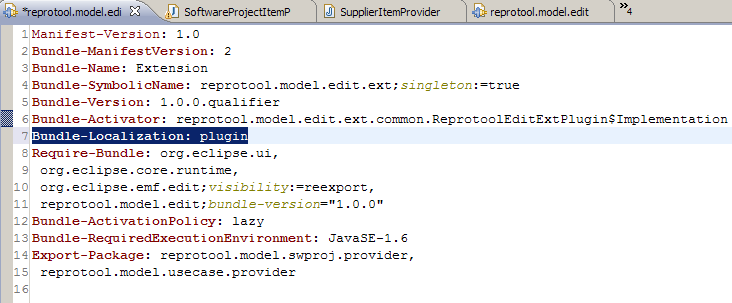 *reprotool.model.edi SoftwareProjectItemP SupplierItemProvider reprotool.model.edit »4
1 Manifest-Version: 1.0
2 Bundle-ManifestVersion: 2
3 Bundle-Name: Extension
4 Bundle-SymbolicName: reprotool.model.edit.ext;singleton:=true
5 Bundle-Version: 1.0.0.qualifier
6 Bundle-Activator: reprotool.model.edit.ext.common.ReprotoolEditExtPlugin$Implementation
7 Bundle-Localization: plugin
8 Require-Bundle: org.eclipse.ui,
9 org.eclipse.core.runtime,
10 org.eclipse.emf.edit;visibility:=reexport,
11 reprotool.model.edit;bundle-version="1.0.0"
12 Bundle-ActivationPolicy: lazy
13 Bundle-RequiredExecutionEnvironment: JavaSE-1.6
14 Export-Package: reprotool.model.swproj.provider,
15 reprotool.model.usecase.provider
16